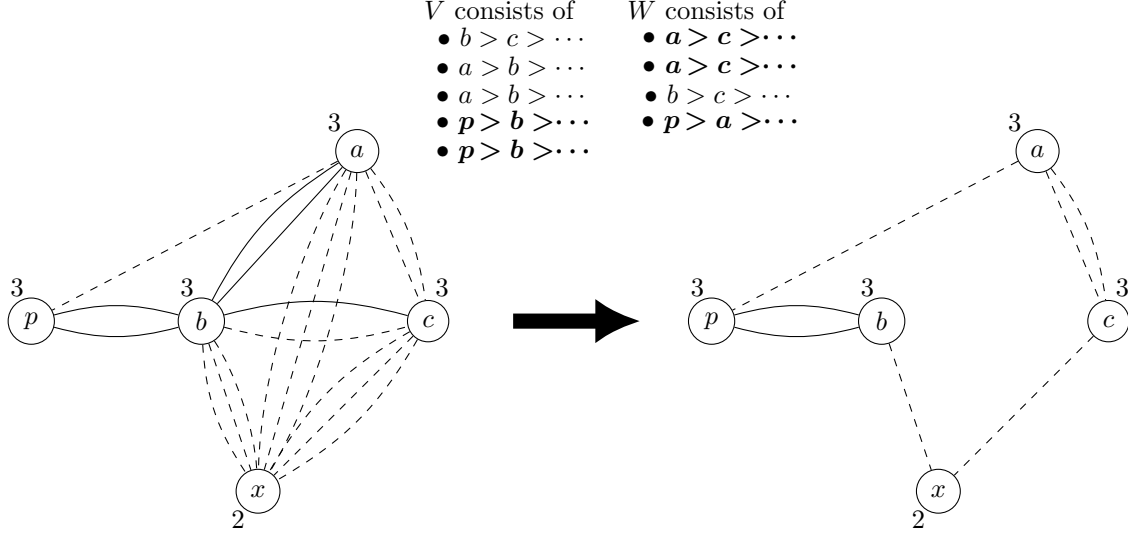 V consists of
• b > c > ···
• a > b > ···
• a > b > ···
• p > b > ···
• p > b > ···
W consists of
• a > c > ···
• a > c > ···
• b > c > ···
• p > a > ···
3
a
3
p
3
b
3
c
2
x
3
a
3
p
3
b
3
c
2
x